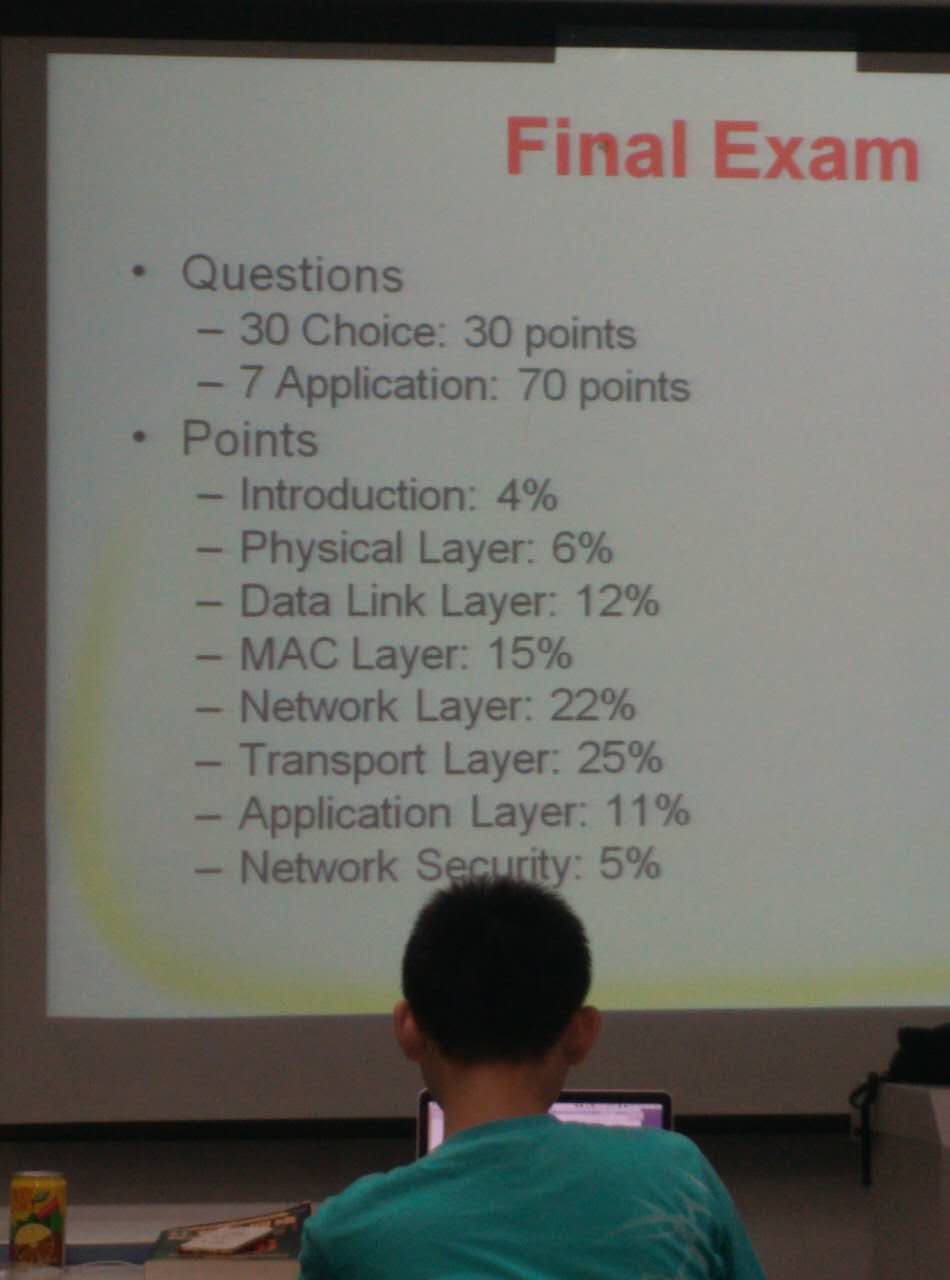 Final Exam
• Questions
– 30 Choice: 30 points
– 7 Application: 70 points
• Points
– Introduction: 4%
– Physical Layer: 6%
– Data Link Layer: 12%
– MAC Layer: 15%
– Network Layer: 22%
– Transport Layer: 25%
– Application Layer: 11%
– Network Security: 5%